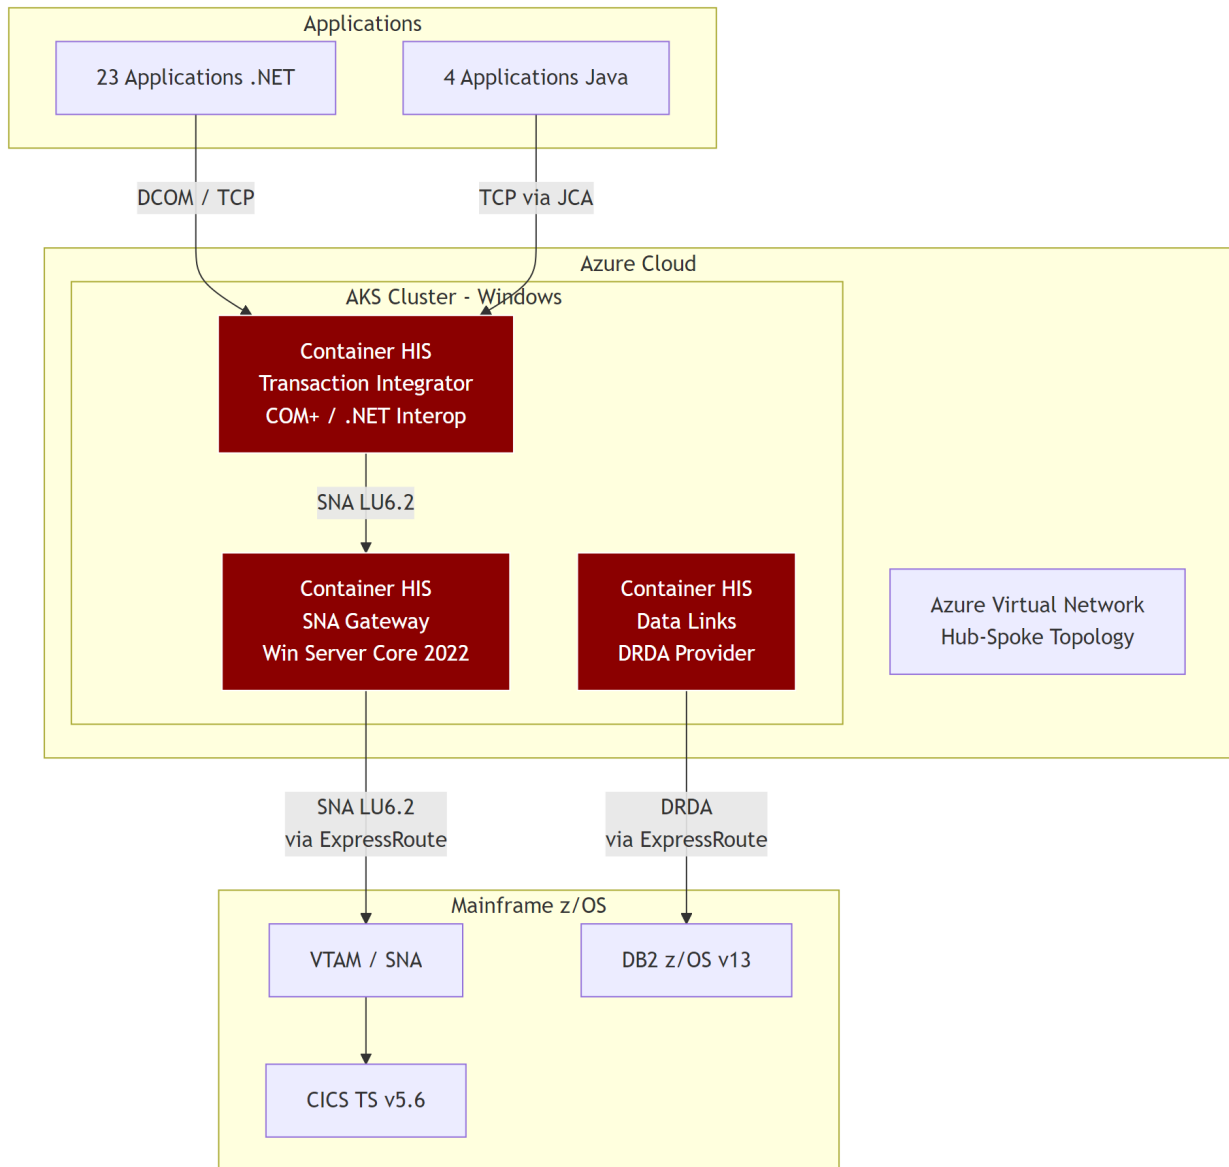 Applications
23 Applications .NET
4 Applications Java
DCOM / TCP
TCP via JCA
Azure Cloud
AKS Cluster - Windows
Container HIS
Transaction Integrator
COM+ / .NET Interop
SNA LU6.2
Container HIS
SNA Gateway
Win Server Core 2022
Container HIS
Data Links
DRDA Provider
Azure Virtual Network
Hub-Spoke Topology
SNA LU6.2
via ExpressRoute
DRDA
via ExpressRoute
Mainframe z/OS
VTAM / SNA
DB2 z/OS v13
CICS TS v5.6